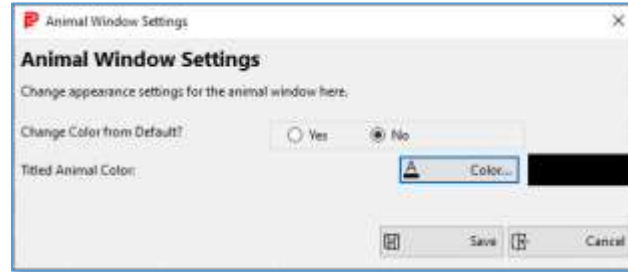 Animal Window Settings
Animal Window Settings
Change appearance settings for the animal window here.
Change Color from Default? Yes No
Titled Animal Color: A Color...
Save Cancel